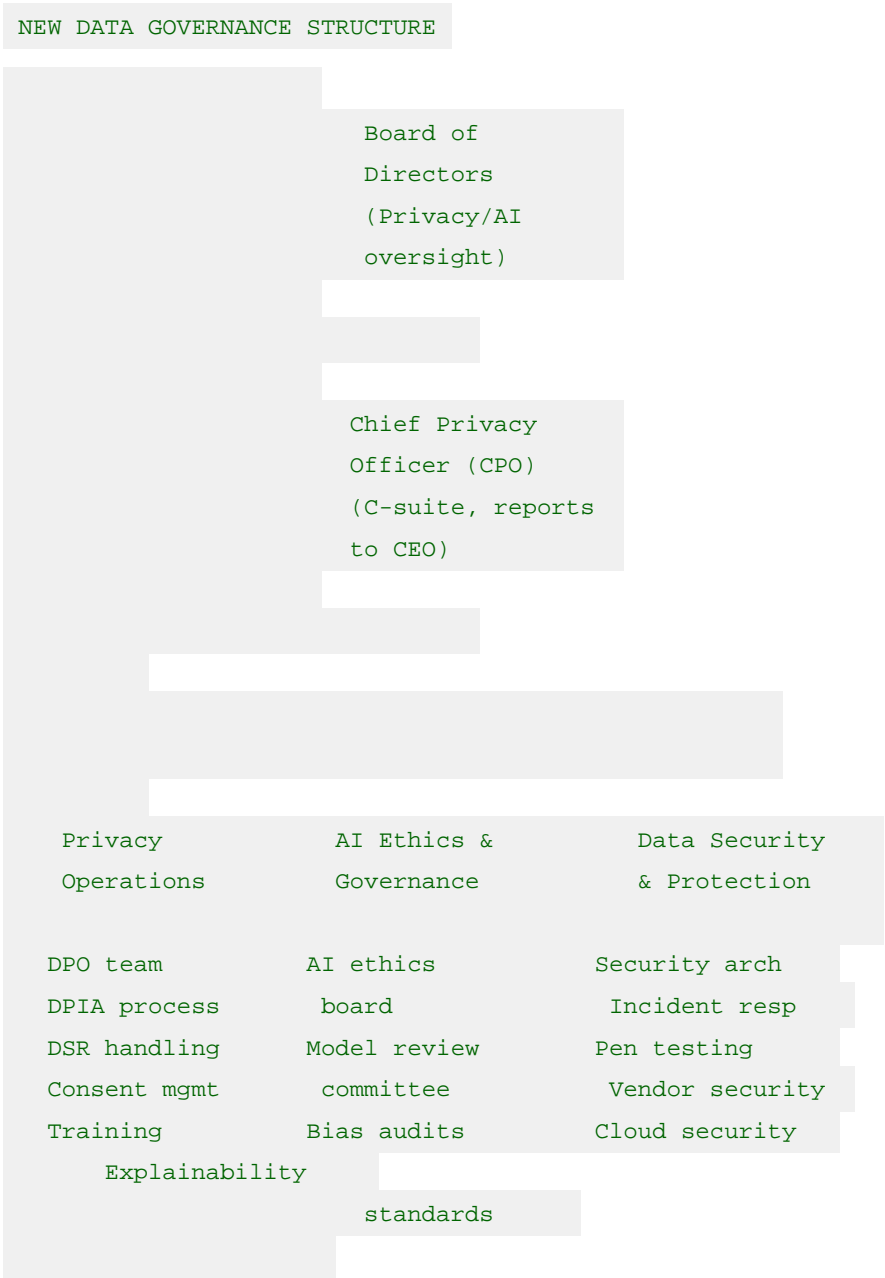 NEW DATA GOVERNANCE STRUCTURE
Board of
Directors
(Privacy/AI
oversight)
Chief Privacy
Officer (CPO)
(C-suite, reports
to CEO)
Privacy AI Ethics & Data Security
Operations Governance & Protection
DPO team AI ethics Security arch
DPIA process board Incident resp
DSR handling Model review Pen testing
Consent mgmt committee Vendor security
Training Bias audits Cloud security
Explainability
standards